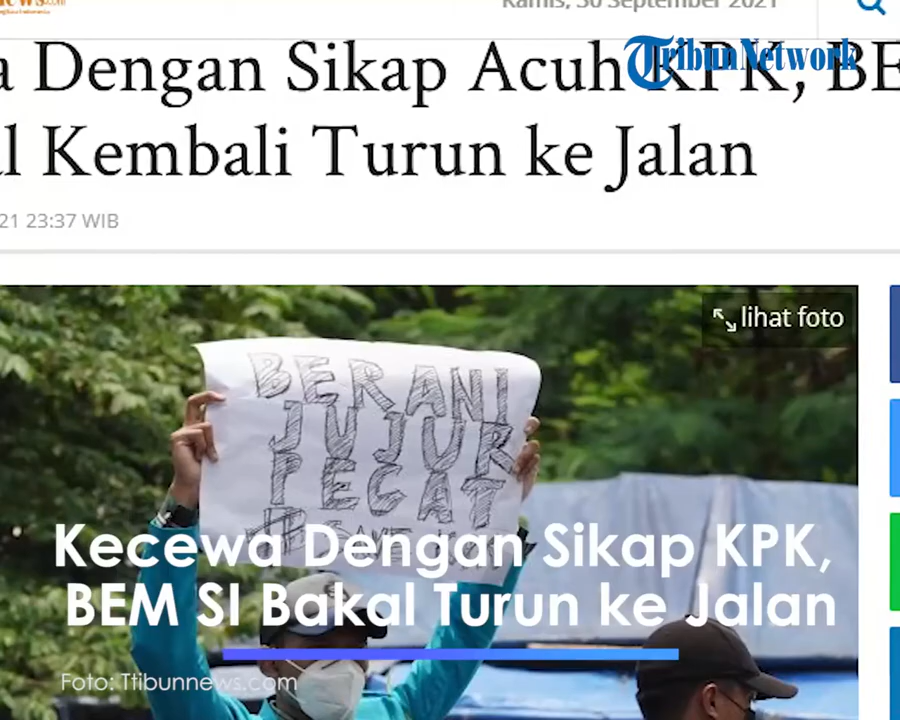 Kamis, 30 September 2021
TribunNetwork
a Dengan Sikap Acuh KPK, BE
al Kembali Turun ke Jalan
21 23:37 WIB
lihat foto
BERANI
JUJUR
PECAT
Kecewa Dengan Sikap KPK,
BEM SI Bakal Turun ke Jalan
Foto: Ttibunnews.com